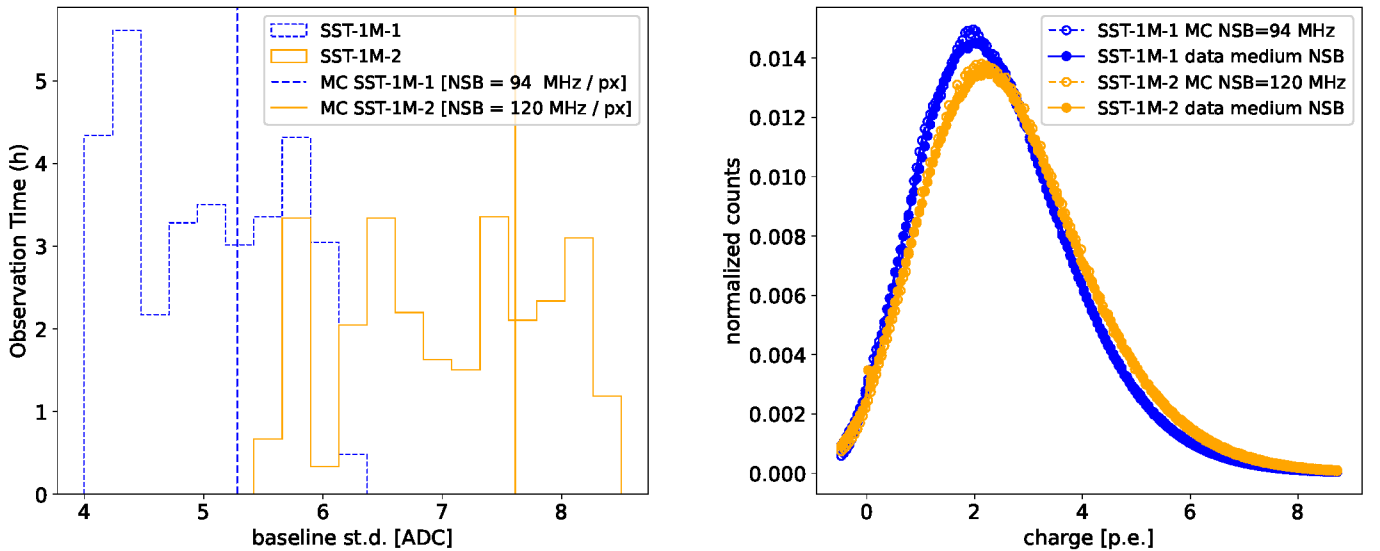 SST-1M-1
SST-1M-2
MC SST-1M-1 [NSB = 94  MHz / px]
MC SST-1M-2 [NSB = 120 MHz / px]
Observation Time (h)
5
4
3
2
1
0
4 5 6 7 8
baseline st.d. [ADC]
SST-1M-1 MC NSB=94 MHz
SST-1M-1 data medium NSB
SST-1M-2 MC NSB=120 MHz
SST-1M-2 data medium NSB
normalized counts
0.014
0.012
0.010
0.008
0.006
0.004
0.002
0.000
0 2 4 6 8
charge [p.e.]